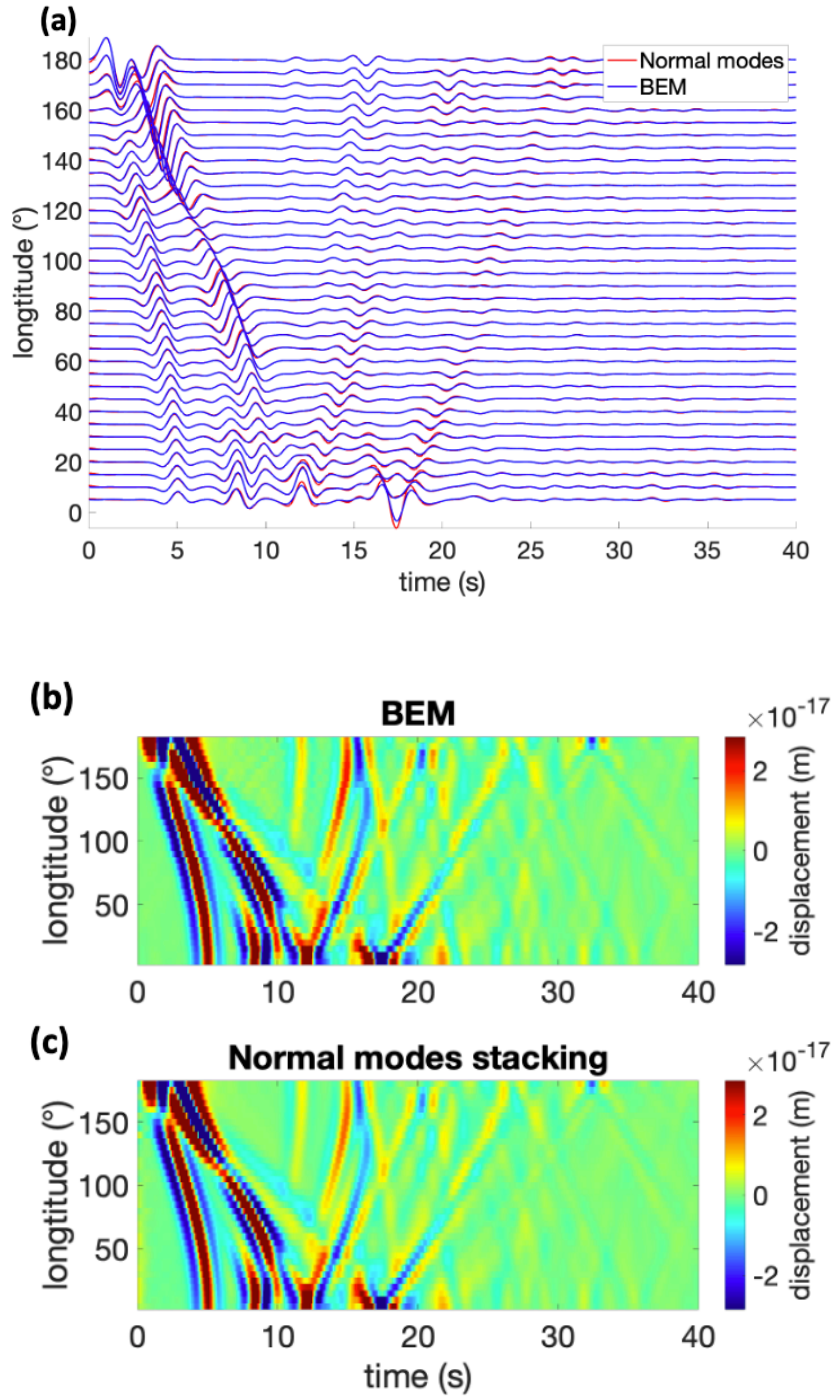 (a)
Normal modes
BEM
longtitude (°)
180
160
140
120
100
80
60
40
20
0
0 5 10 15 20 25 30 35 40
time (s)
(b)
BEM
×10-17
longtitude (°)
150
100
50
0 10 20 30 40
2
0
-2
displacement (m)
(c)
Normal modes stacking
×10-17
longtitude (°)
150
100
50
0 10 20 30 40
time (s)
2
0
-2
displacement (m)